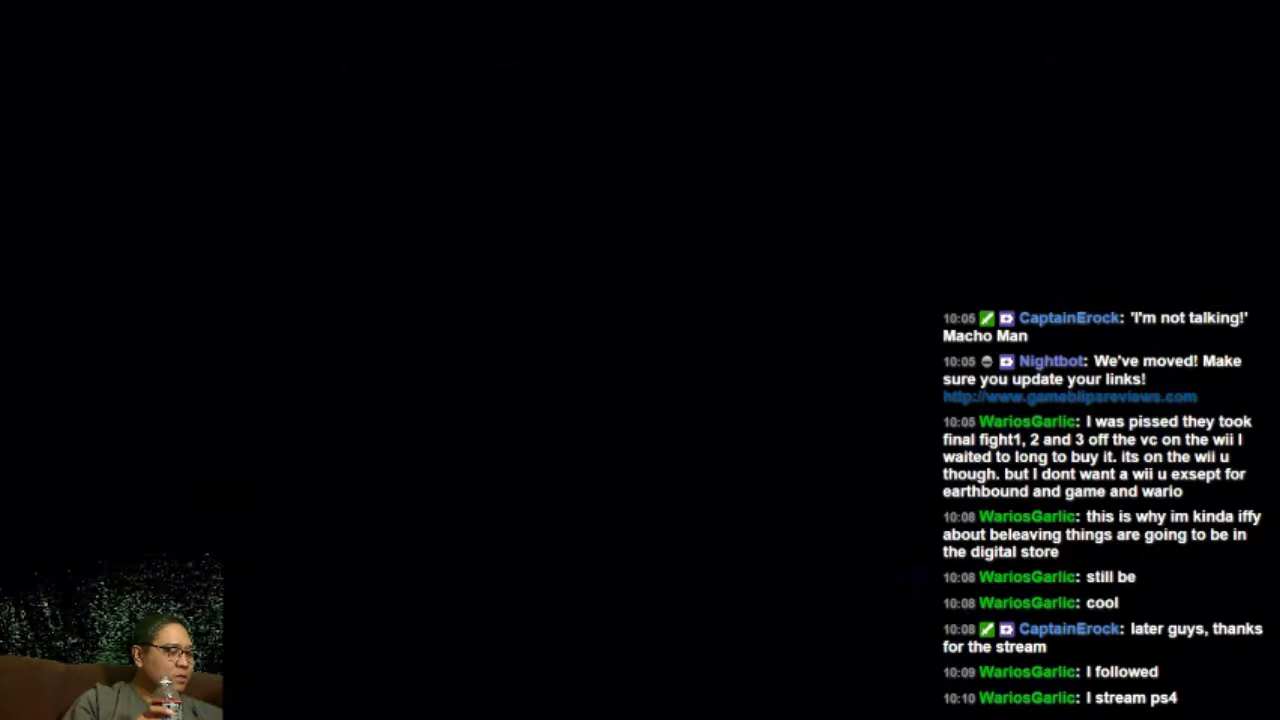 10:05 CaptainErock: 'I'm not talking!'
Macho Man
10:05 Nightbot: We've moved! Make
sure you update your links!
http://www.gameblipsreviews.com
10:05 WariosGarlic: I was pissed they took
final fight1, 2 and 3 off the vc on the wii I
waited to long to buy it. its on the wii u
though. but I dont want a wii u exsept for
earthbound and game and wario
10:08 WariosGarlic: this is why im kinda iffy
about beleaving things are going to be in
the digital store
10:08 WariosGarlic: still be
10:08 WariosGarlic: cool
10:08 CaptainErock: later guys, thanks
for the stream
10:09 WariosGarlic: I followed
10:10 WariosGarlic: I stream ps4